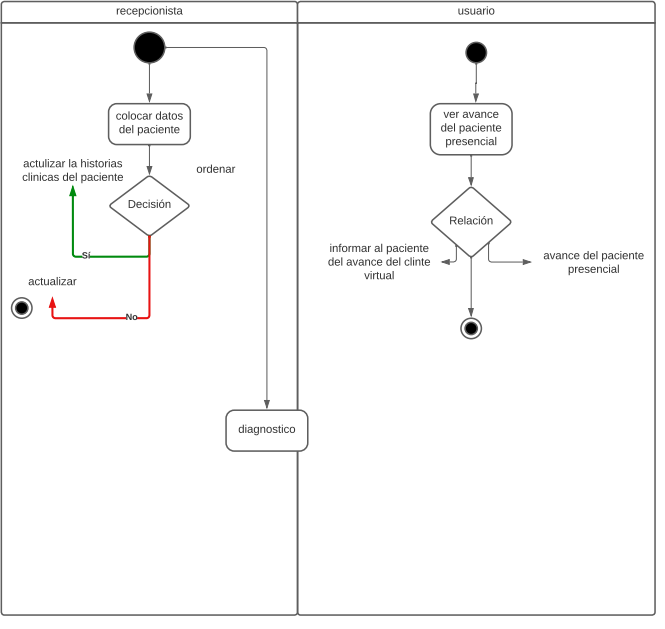 recepcionista
usuario
colocar datos
del paciente
ver avance
del paciente
presencial
actulizar la historias
clinicas del paciente
ordenar
Decisión
Relación
Sí
informar al paciente
del avance del clinte
virtual
avance del paciente
presencial
actualizar
No
diagnostico